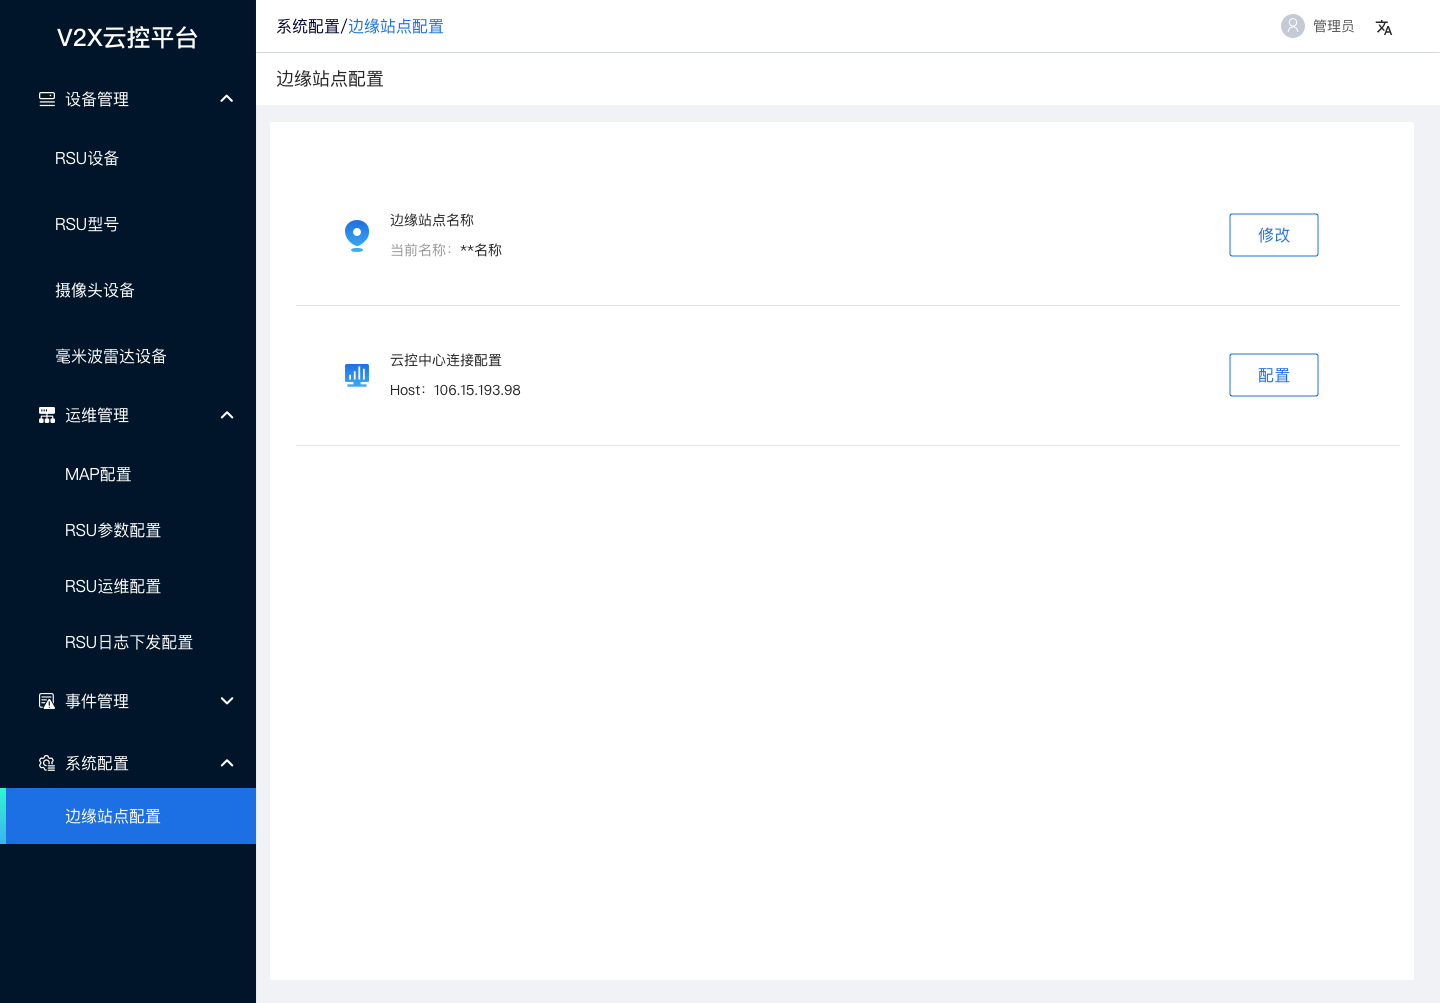 V2X云控平台
设备管理
RSU设备
RSU型号
摄像头设备
毫米波雷达设备
运维管理
MAP配置
RSU参数配置
RSU运维配置
RSU日志下发配置
事件管理
系统配置
边缘站点配置
系统配置/边缘站点配置
管理员
边缘站点配置
边缘站点名称
当前名称：**名称
修改
云控中心连接配置
Host：106.15.193.98
配置